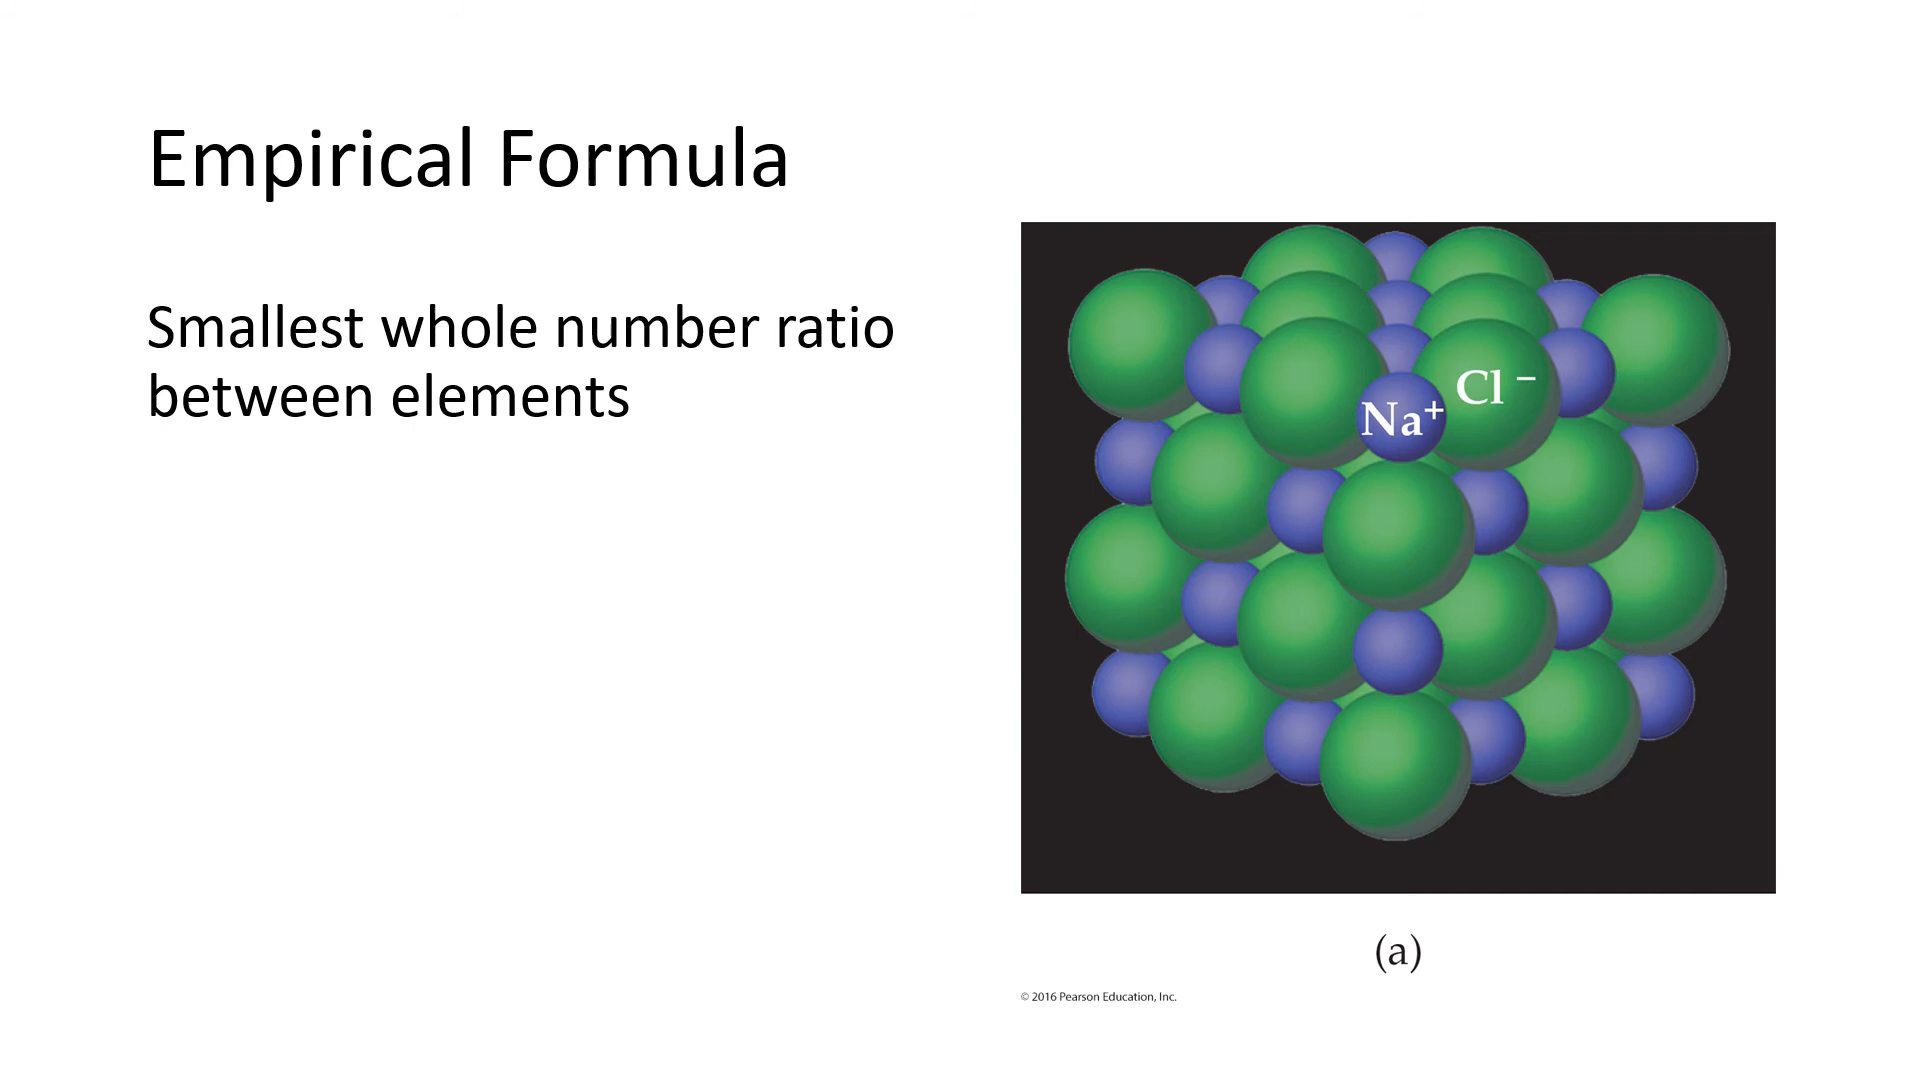 Empirical Formula
Smallest whole number ratio
between elements
Cl⁻
Na⁺
(a)
© 2016 Pearson Education, Inc.